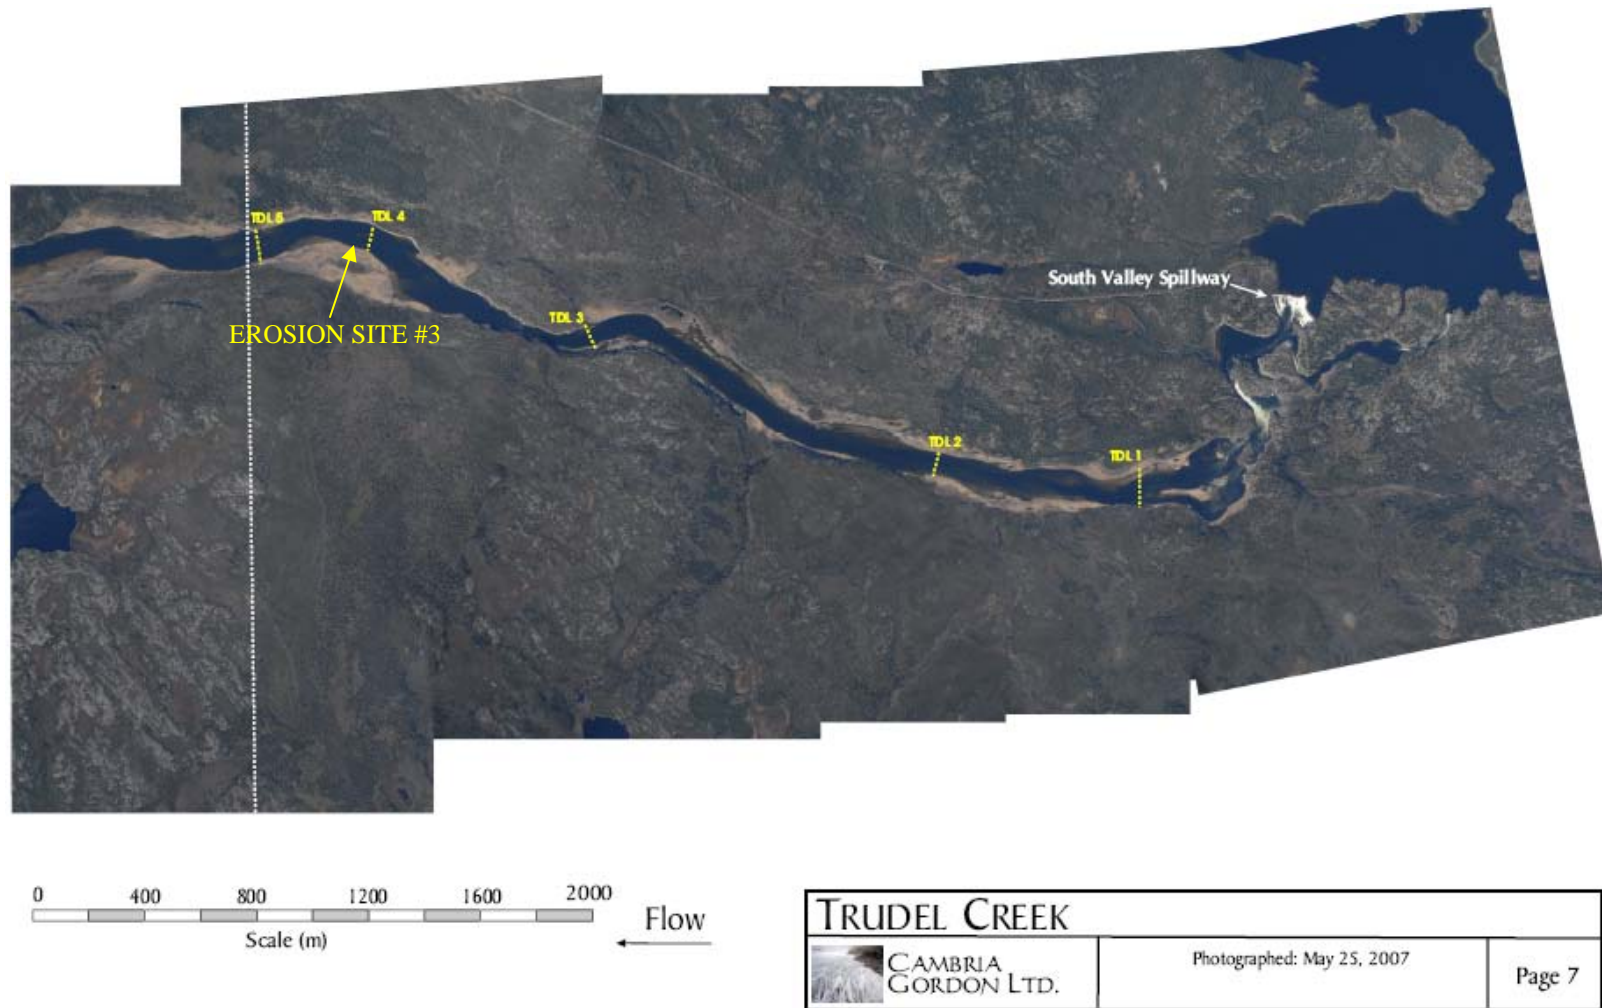 TDL 5
TDL 4
EROSION SITE #3
TDL 3
South Valley Spillway
TDL 2
TDL 1
0 400 800 1200 1600 2000
Scale (m)
Flow
TRUDEL CREEK
CAMBRIA
GORDON LTD.
Photographed: May 25, 2007
Page 7